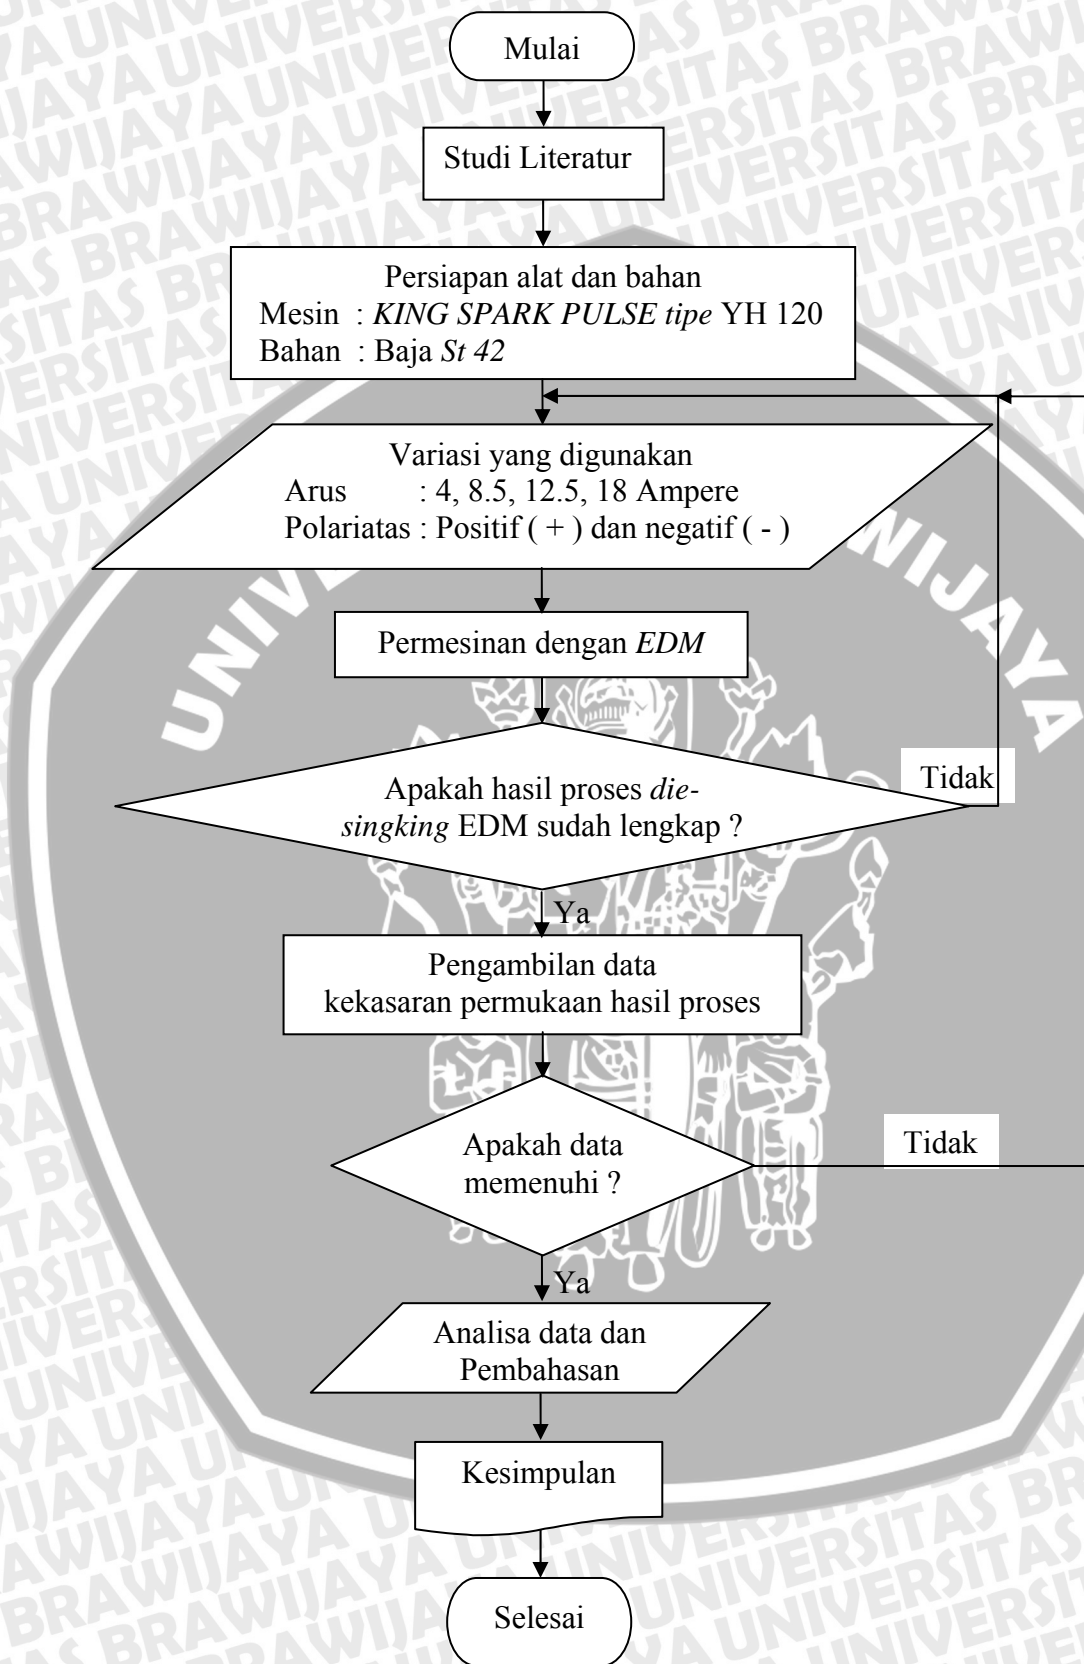 Mulai
Studi Literatur
Persiapan alat dan bahan
Mesin : KING SPARK PULSE tipe YH 120
Bahan : Baja St 42
Variasi yang digunakan
Arus : 4, 8.5, 12.5, 18 Ampere
Polariatas : Positif ( + ) dan negatif ( - )
Permesinan dengan EDM
Apakah hasil proses die-
singking EDM sudah lengkap ?
Tidak
Ya
Pengambilan data
kekasaran permukaan hasil proses
Apakah data
memenuhi ?
Tidak
Ya
Analisa data dan
Pembahasan
Kesimpulan
Selesai